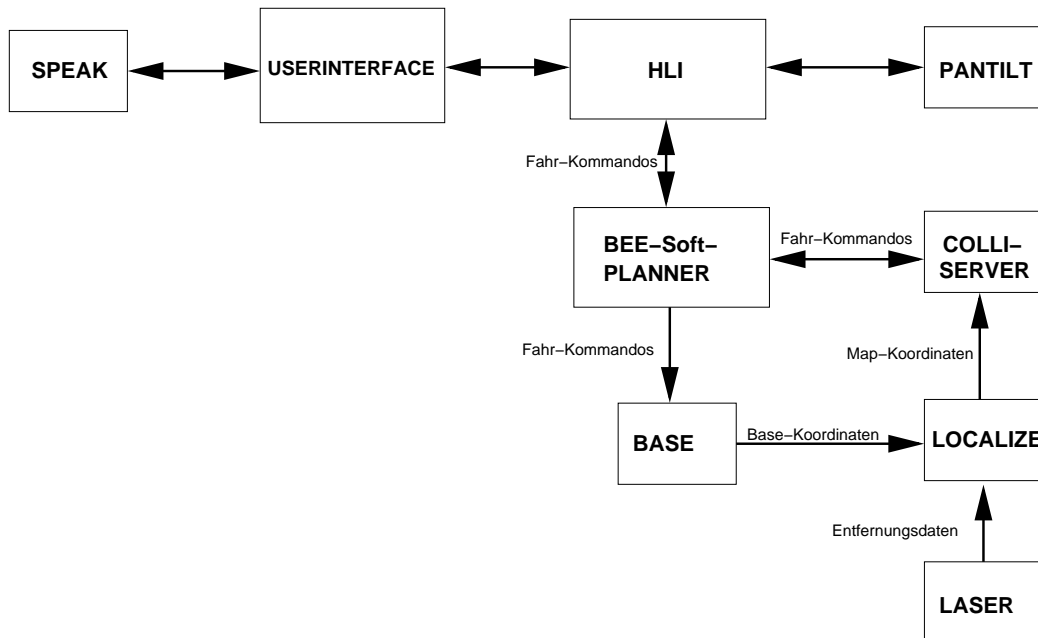 SPEAK
USERINTERFACE
HLI
PANTILT
Fahr–Kommandos
BEE–Soft–
PLANNER
Fahr–Kommandos
COLLI–
SERVER
Fahr–Kommandos
Map–Koordinaten
BASE
Base–Koordinaten
LOCALIZE
Entfernungsdaten
LASER